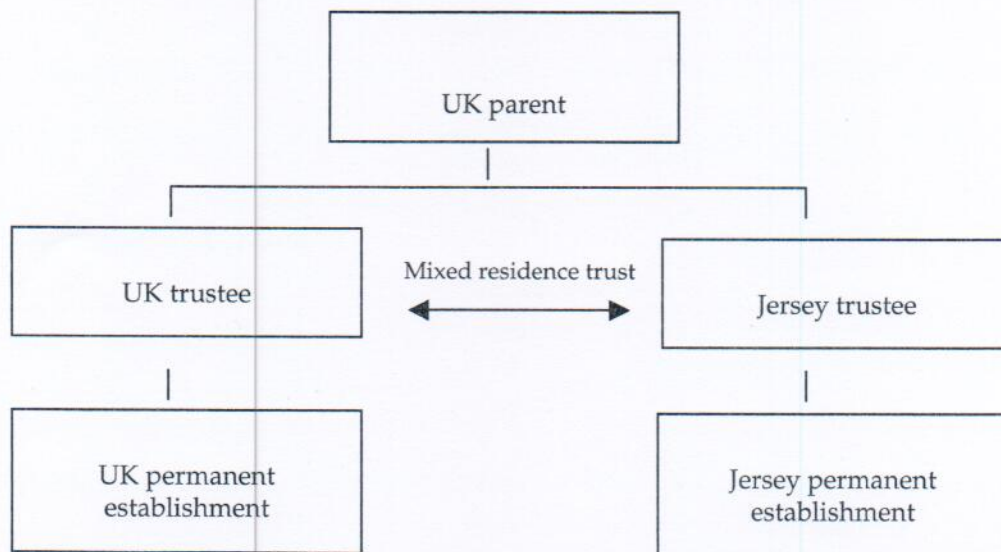 UK parent
UK trustee
Mixed residence trust
Jersey trustee
UK permanent
establishment
Jersey permanent
establishment